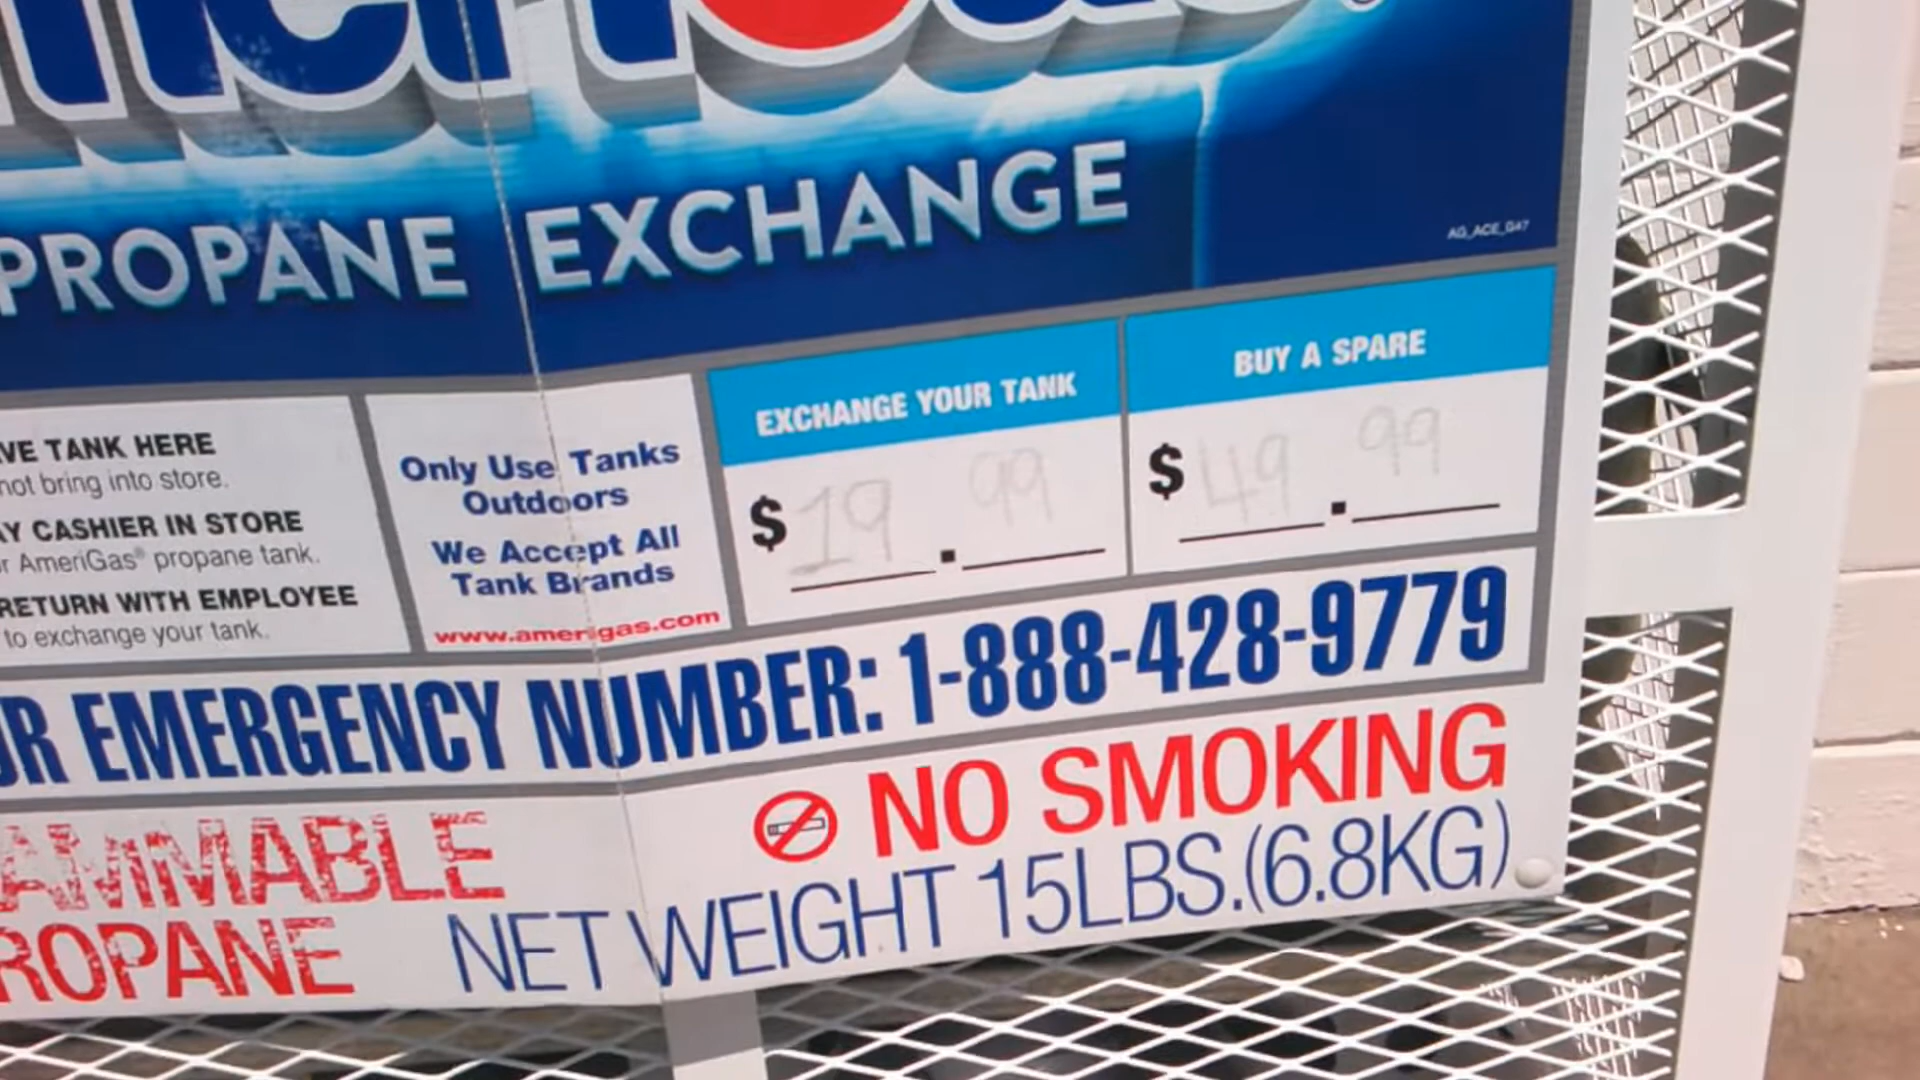 PROPANE EXCHANGE
AG_ACE_G47
VE TANK HERE
not bring into store.
AY CASHIER IN STORE
r AmeriGas® propane tank.
RETURN WITH EMPLOYEE
to exchange your tank.
Only Use Tanks
Outdoors
We Accept All
Tank Brands
www.amerigas.com
EXCHANGE YOUR TANK
$19.99
BUY A SPARE
$49.99
R EMERGENCY NUMBER: 1-888-428-9779
AMMABLE
ROPANE
NO SMOKING
NET WEIGHT 15LBS.(6.8KG)